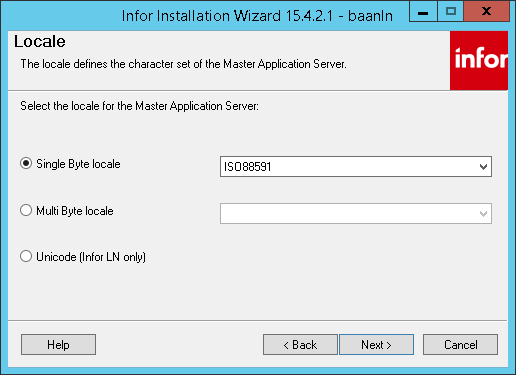 Infor Installation Wizard 15.4.2.1 - baanln
Locale
The locale defines the character set of the Master Application Server.
infor
Select the locale for the Master Application Server:
Single Byte locale
ISO88591
Multi Byte locale
Unicode (Infor LN only)
Help
< Back
Next >
Cancel